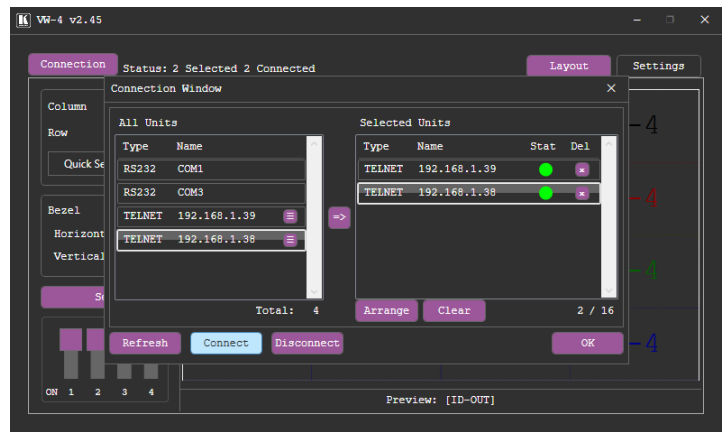 VW-4 v2.45
Connection Status: 2 Selected 2 Connected Layout Settings
Connection Window
Column
Row
Quick Se
Bezel
Horizont
Vertical
Se
ON 1 2 3 4
All Units
Type Name
RS232 COM1
RS232 COM3
TELNET 192.168.1.39
TELNET 192.168.1.38
Total: 4
=>
Selected Units
Type Name Stat Del
TELNET 192.168.1.39
TELNET 192.168.1.38
Arrange Clear 2 / 16
Refresh Connect Disconnect OK
-4
-4
-4
-4
Preview: [ID-OUT]